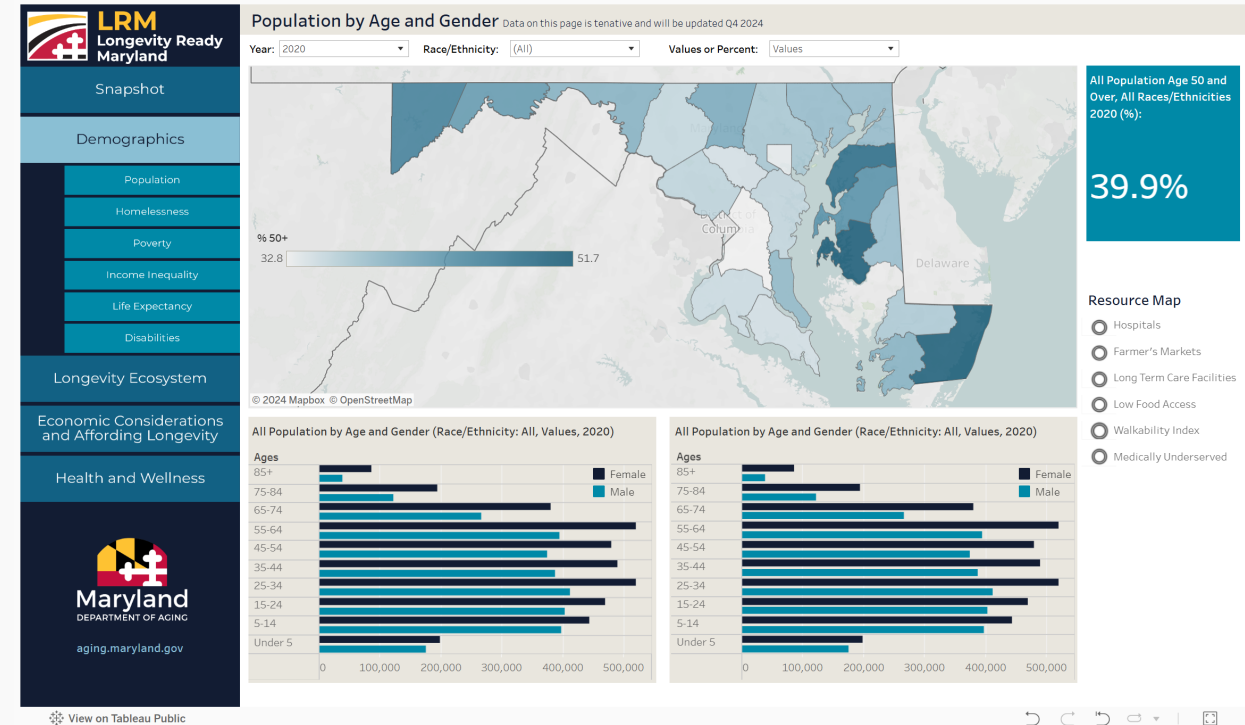 LRM
Longevity Ready
Maryland
Snapshot
Demographics
Population
Homelessness
Poverty
Income Inequality
Life Expectancy
Disabilities
Longevity Ecosystem
Economic Considerations
and Affording Longevity
Health and Wellness
Maryland
DEPARTMENT OF AGING
aging.maryland.gov
Population by Age and Gender Data on this page is tenative and will be updated Q4 2024
Year: 2020 Race/Ethnicity: (All) Values or Percent: Values
Maryland
District of
Columbia
Delaware
% 50+
32.8 51.7
© 2024 Mapbox © OpenStreetMap
All Population Age 50 and
Over, All Races/Ethnicities
2020 (%):
39.9%
Resource Map
Hospitals
Farmer's Markets
Long Term Care Facilities
Low Food Access
Walkability Index
Medically Underserved
All Population by Age and Gender (Race/Ethnicity: All, Values, 2020)
Ages
85+
75-84
65-74
55-64
45-54
35-44
25-34
15-24
5-14
Under 5
Female
Male
0 100,000 200,000 300,000 400,000 500,000
All Population by Age and Gender (Race/Ethnicity: All, Values, 2020)
Ages
85+
75-84
65-74
55-64
45-54
35-44
25-34
15-24
5-14
Under 5
Female
Male
0 100,000 200,000 300,000 400,000 500,000
View on Tableau Public